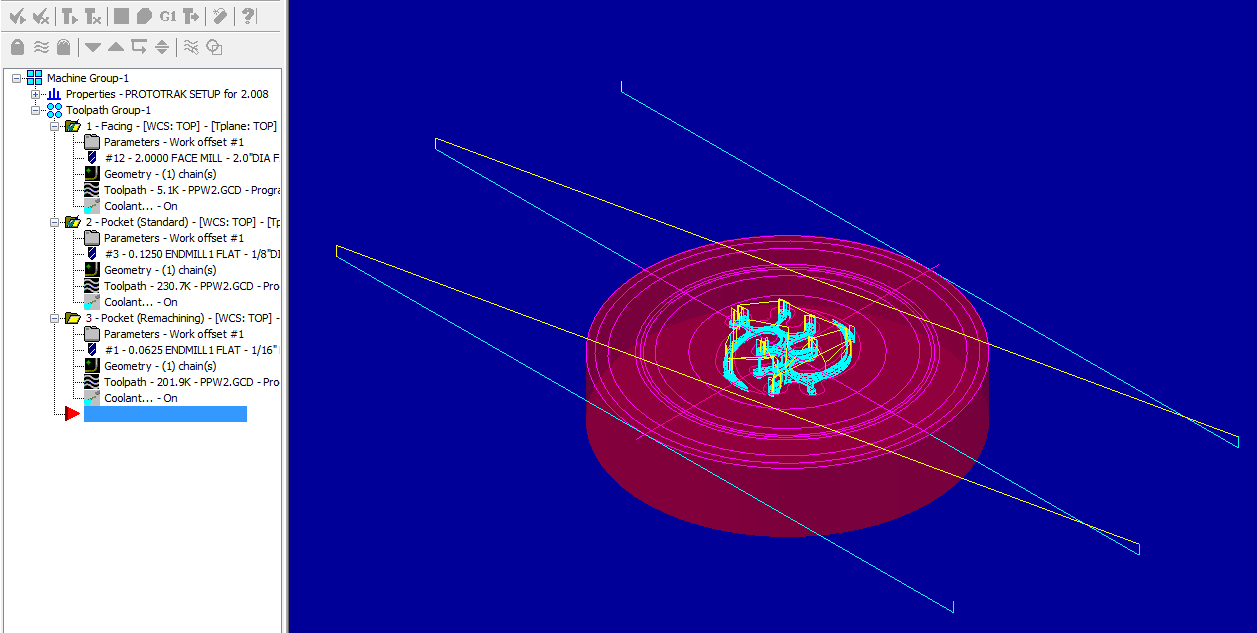 G1
Machine Group-1
Properties - PROTOTRAK SETUP for 2.008
Toolpath Group-1
1 - Facing - [WCS: TOP] - [Tplane: TOP]
Parameters - Work offset #1
#12 - 2.0000 FACE MILL - 2.0"DIA F
Geometry - (1) chain(s)
Toolpath - 5.1K - PPW2.GCD - Progra
Coolant... - On
2 - Pocket (Standard) - [WCS: TOP] - [Tp
Parameters - Work offset #1
#3 - 0.1250 ENDMILL1 FLAT - 1/8"DI
Geometry - (1) chain(s)
Toolpath - 230.7K - PPW2.GCD - Pro
Coolant... - On
3 - Pocket (Remachining) - [WCS: TOP] -
Parameters - Work offset #1
#1 - 0.0625 ENDMILL1 FLAT - 1/16"
Geometry - (1) chain(s)
Toolpath - 201.9K - PPW2.GCD - Pro
Coolant... - On